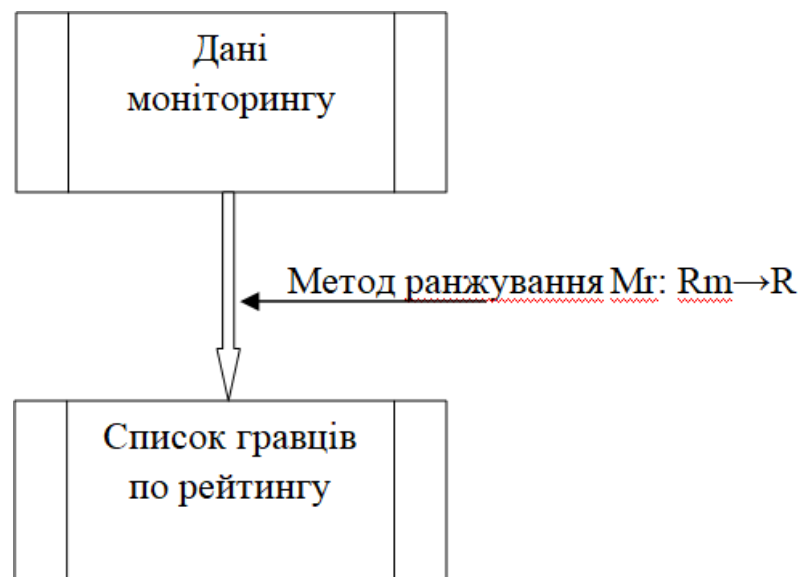 Дані
моніторингу
Метод ранжування Mr: Rm→R
Список гравців
по рейтингу